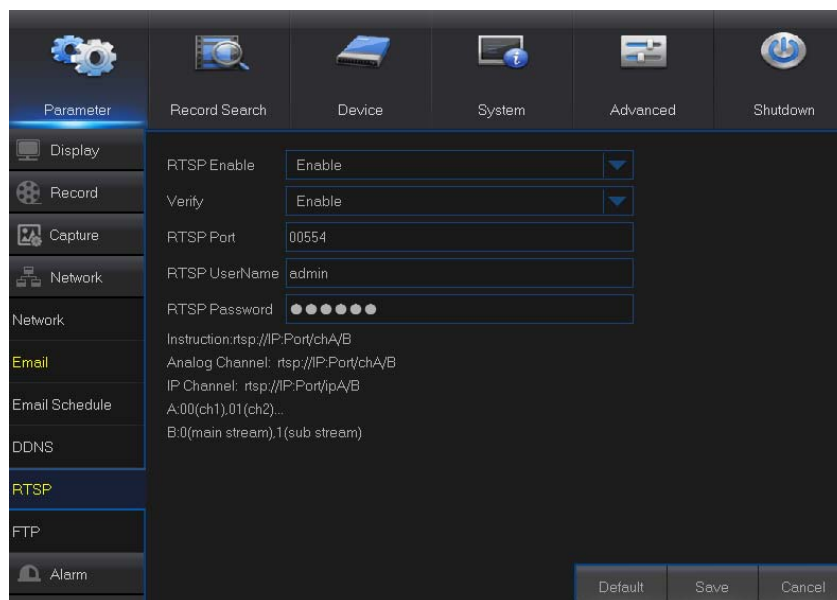 Parameter
Record Search
Device
System
Advanced
Shutdown
Display
Record
Capture
Network
Network
Email
Email Schedule
DDNS
RTSP
FTP
Alarm
RTSP Enable Enable
Verify Enable
RTSP Port 00554
RTSP UserName admin
RTSP Password ●●●●●●
Instruction:rtsp://IP:Port/chA/B
Analog Channel: rtsp://IP:Port/chA/B
IP Channel: rtsp://IP:Port/ipA/B
A:00(ch1),01(ch2)...
B:0(main stream),1(sub stream)
Default Save Cancel